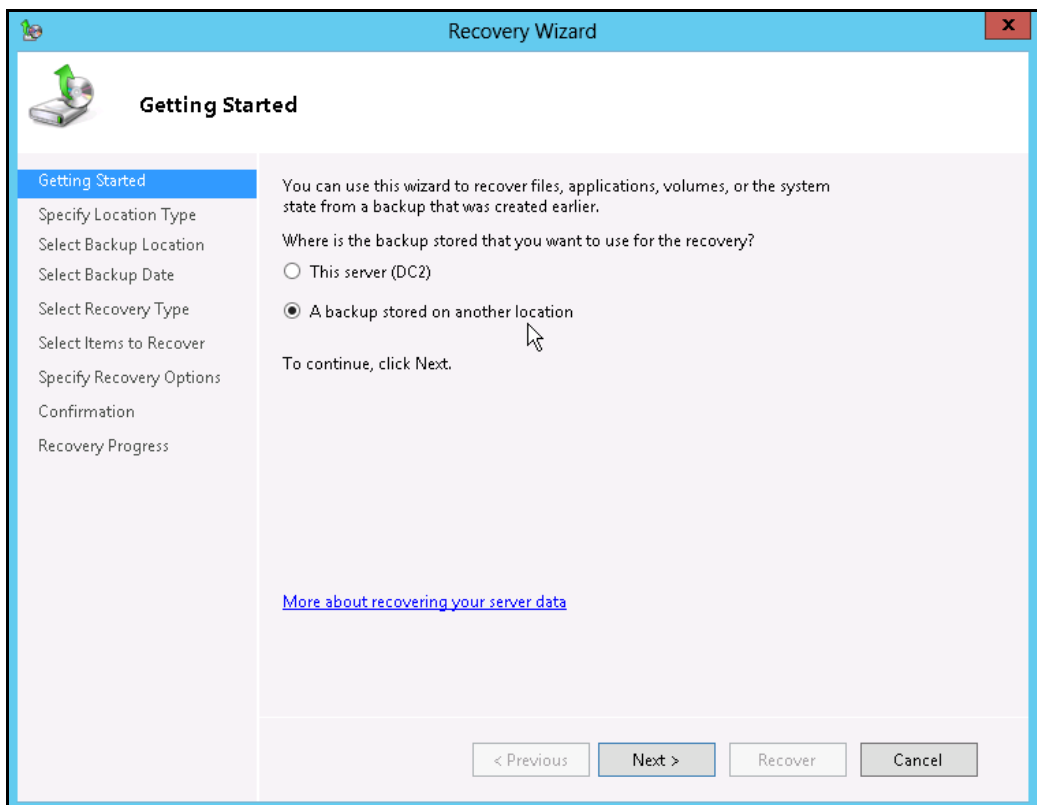 Recovery Wizard
x
Getting Started
Getting Started
Specify Location Type
Select Backup Location
Select Backup Date
Select Recovery Type
Select Items to Recover
Specify Recovery Options
Confirmation
Recovery Progress
You can use this wizard to recover files, applications, volumes, or the system
state from a backup that was created earlier.
Where is the backup stored that you want to use for the recovery?
This server (DC2)
A backup stored on another location
To continue, click Next.
More about recovering your server data
< Previous
Next >
Recover
Cancel